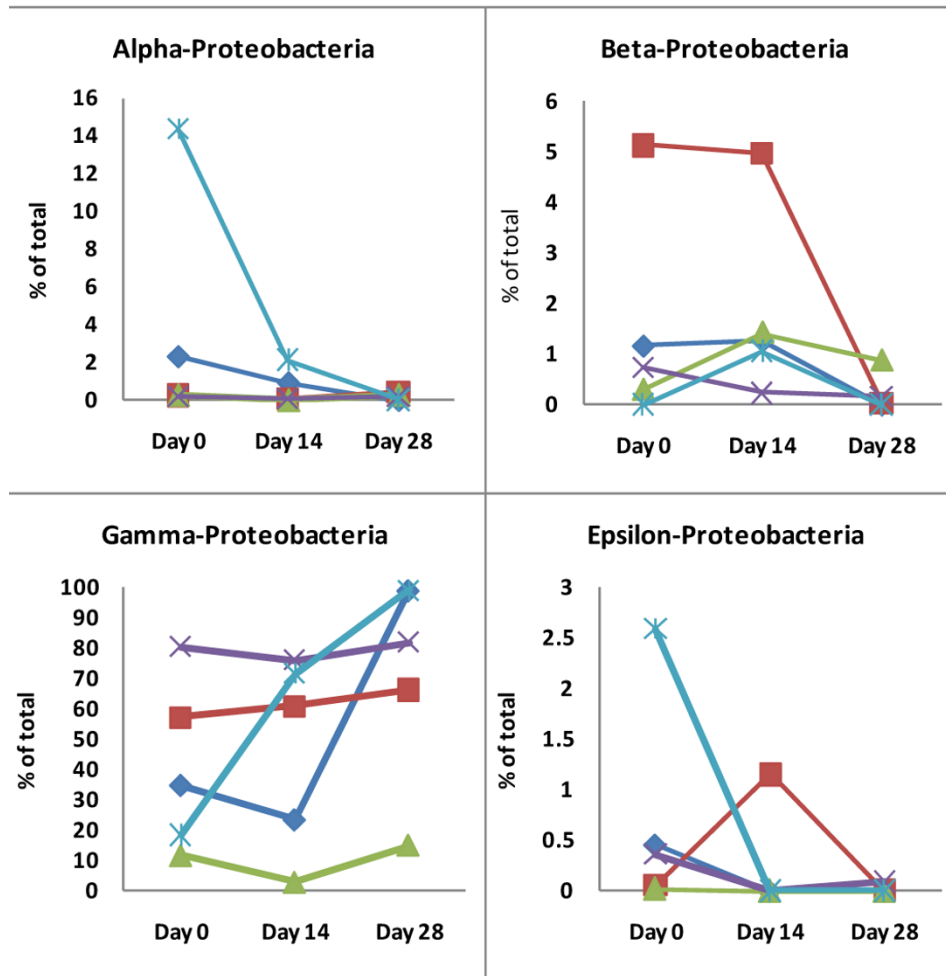 Alpha-Proteobacteria
% of total
16
14
12
10
8
6
4
2
0
Day 0 Day 14 Day 28
Beta-Proteobacteria
% of total
6
5
4
3
2
1
0
Day 0 Day 14 Day 28
Gamma-Proteobacteria
% of total
100
90
80
70
60
50
40
30
20
10
0
Day 0 Day 14 Day 28
Epsilon-Proteobacteria
% of total
3
2.5
2
1.5
1
0.5
0
Day 0 Day 14 Day 28